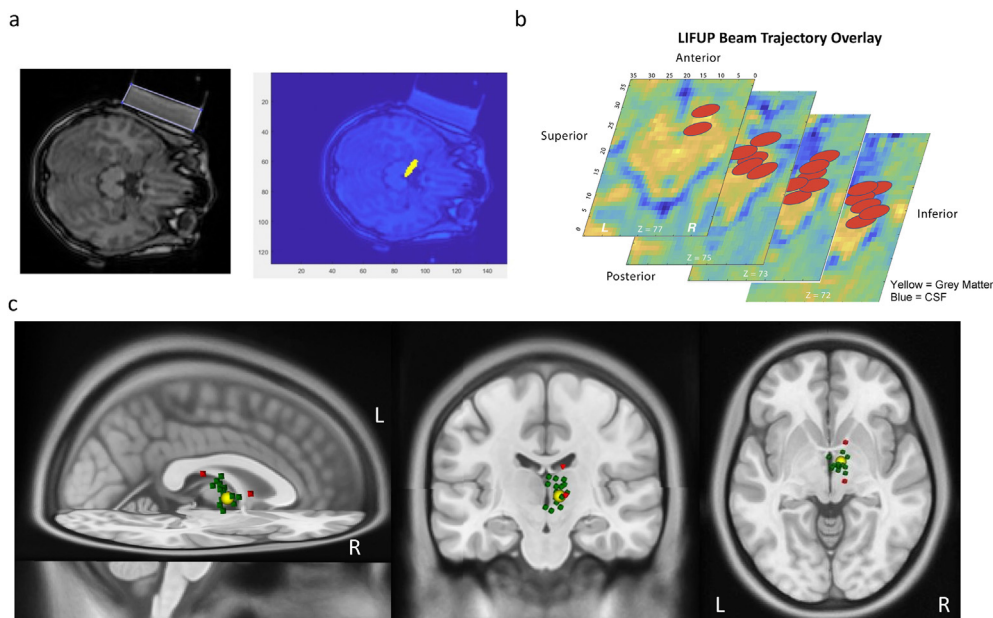 a
0
20
40
60
80
100
120
0 20 40 60 80 100 120 140
b
LIFUP Beam Trajectory Overlay
Anterior
35 30 25 20 15 10 5 0
35
30
25
20
15
10
5
0
Superior
Inferior
Posterior
L Z = 77 R
Z = 75
Z = 73
Z = 72
Yellow = Grey Matter
Blue = CSF
c
L
R
L R